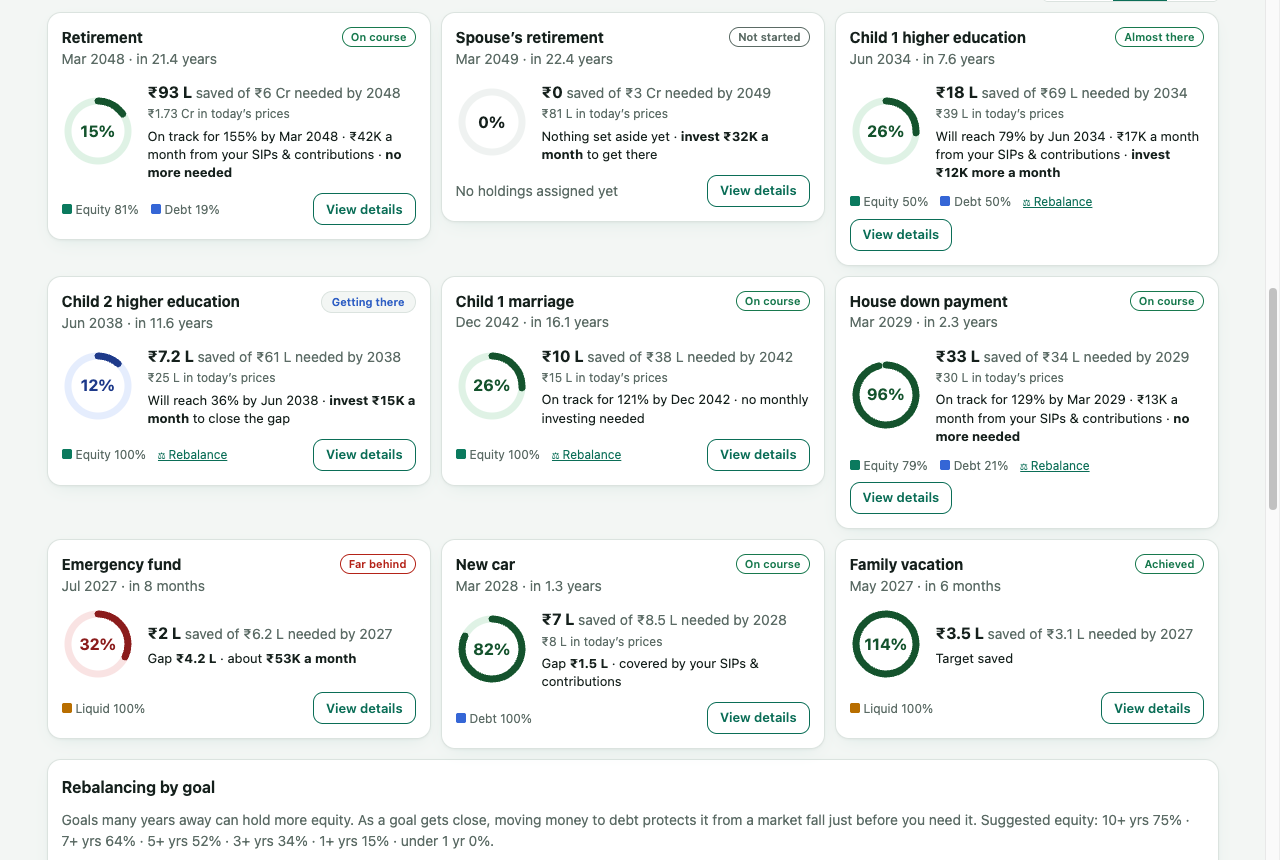 Retirement
On course
Mar 2048 · in 21.4 years
15%
₹93 L saved of ₹6 Cr needed by 2048
₹1.73 Cr in today’s prices
On track for 155% by Mar 2048 · ₹42K a
month from your SIPs & contributions · no
more needed
Equity 81% Debt 19%
View details
Spouse’s retirement
Not started
Mar 2049 · in 22.4 years
0%
₹0 saved of ₹3 Cr needed by 2049
₹81 L in today’s prices
Nothing set aside yet · invest ₹32K a
month to get there
No holdings assigned yet
View details
Child 1 higher education
Almost there
Jun 2034 · in 7.6 years
26%
₹18 L saved of ₹69 L needed by 2034
₹39 L in today’s prices
Will reach 79% by Jun 2034 · ₹17K a month
from your SIPs & contributions · invest
₹12K more a month
Equity 50% Debt 50% ⚖ Rebalance
View details
Child 2 higher education
Getting there
Jun 2038 · in 11.6 years
12%
₹7.2 L saved of ₹61 L needed by 2038
₹25 L in today’s prices
Will reach 36% by Jun 2038 · invest ₹15K a
month to close the gap
Equity 100% ⚖ Rebalance
View details
Child 1 marriage
On course
Dec 2042 · in 16.1 years
26%
₹10 L saved of ₹38 L needed by 2042
₹15 L in today’s prices
On track for 121% by Dec 2042 · no monthly
investing needed
Equity 100% ⚖ Rebalance
View details
House down payment
On course
Mar 2029 · in 2.3 years
96%
₹33 L saved of ₹34 L needed by 2029
₹30 L in today’s prices
On track for 129% by Mar 2029 · ₹13K a
month from your SIPs & contributions · no
more needed
Equity 79% Debt 21% ⚖ Rebalance
View details
Emergency fund
Far behind
Jul 2027 · in 8 months
32%
₹2 L saved of ₹6.2 L needed by 2027
Gap ₹4.2 L · about ₹53K a month
Liquid 100%
View details
New car
On course
Mar 2028 · in 1.3 years
82%
₹7 L saved of ₹8.5 L needed by 2028
₹8 L in today’s prices
Gap ₹1.5 L · covered by your SIPs &
contributions
Debt 100%
View details
Family vacation
Achieved
May 2027 · in 6 months
114%
₹3.5 L saved of ₹3.1 L needed by 2027
Target saved
Liquid 100%
View details
Rebalancing by goal
Goals many years away can hold more equity. As a goal gets close, moving money to debt protects it from a market fall just before you need it. Suggested equity: 10+ yrs 75% ·
7+ yrs 64% · 5+ yrs 52% · 3+ yrs 34% · 1+ yrs 15% · under 1 yr 0%.